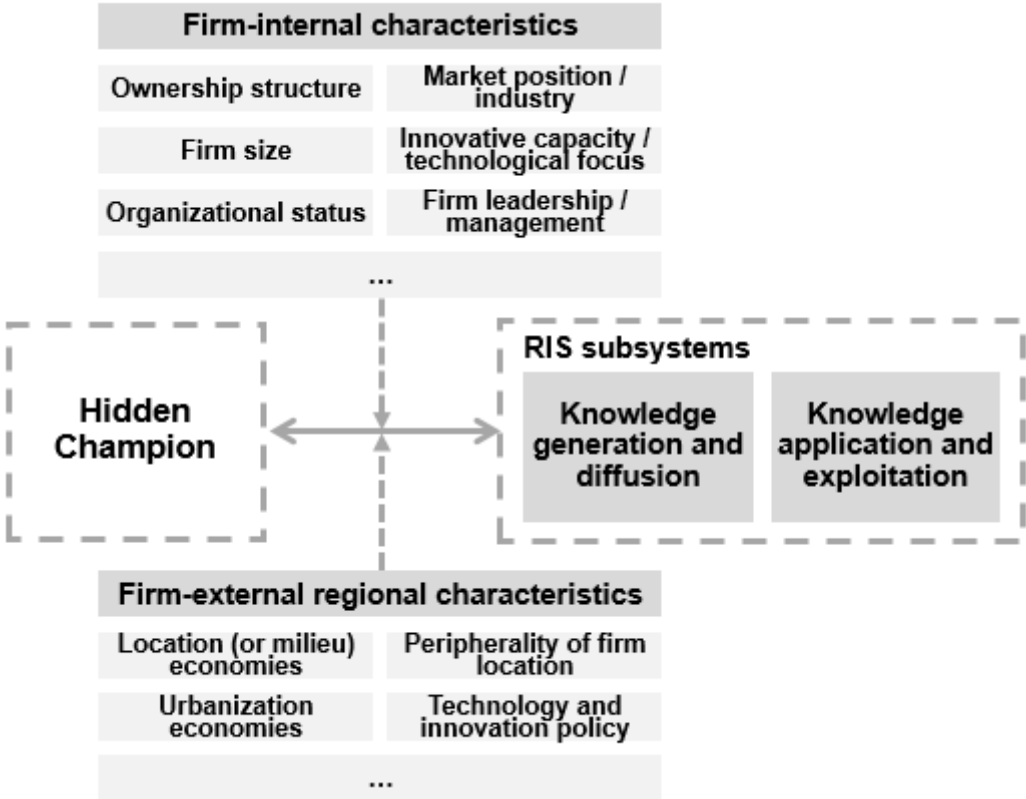 Firm-internal characteristics
Ownership structure
Market position /
industry
Firm size
Innovative capacity /
technological focus
Organizational status
Firm leadership /
management
...
Hidden
Champion
RIS subsystems
Knowledge
generation and
diffusion
Knowledge
application and
exploitation
Firm-external regional characteristics
Location (or milieu)
economies
Peripherality of firm
location
Urbanization
economies
Technology and
innovation policy
...